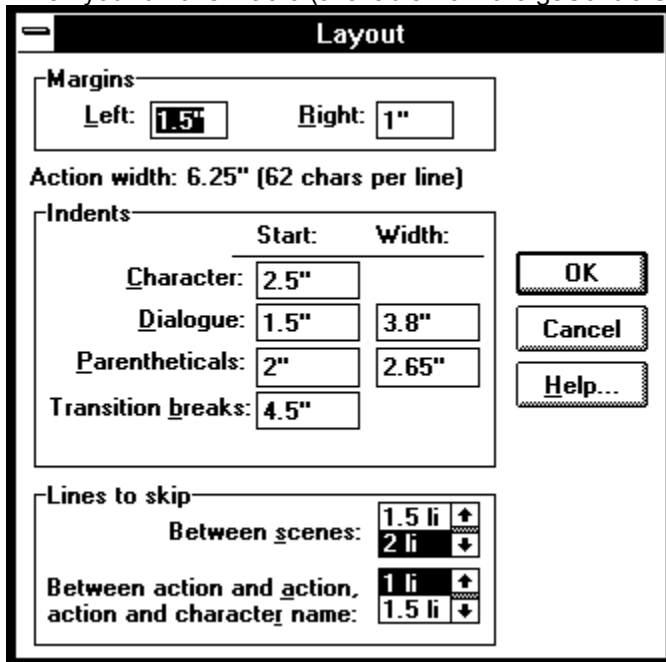 Layout
Margins
Left: 1.5" Right: 1"
Action width: 6.25" (62 chars per line)
Indents
Start: Width:
Character: 2.5"
Dialogue: 1.5" 3.8"
Parentheticals: 2" 2.65"
Transition breaks: 4.5"
OK
Cancel
Help...
Lines to skip
Between scenes: 1.5 li
2 li
Between action and action, 1 li
action and character name: 1.5 li